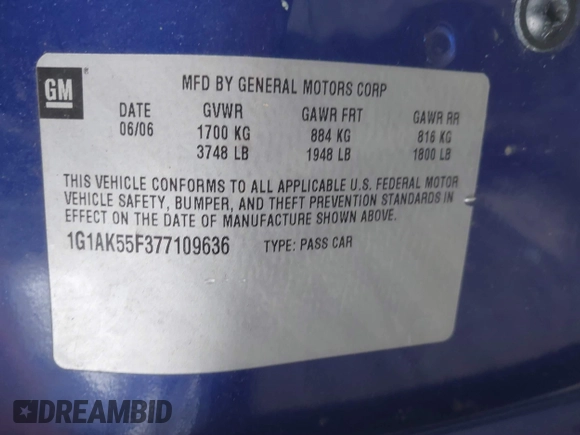 GM
MFD BY GENERAL MOTORS CORP
DATE GVWR GAWR FRT GAWR RR
06/06 1700 KG 884 KG 816 KG
3748 LB 1948 LB 1800 LB
THIS VEHICLE CONFORMS TO ALL APPLICABLE U.S. FEDERAL MOTOR
VEHICLE SAFETY, BUMPER, AND THEFT PREVENTION STANDARDS IN
EFFECT ON THE DATE OF MANUFACTURE SHOWN ABOVE.
1G1AK55F377109636 TYPE: PASS CAR
DREAMBID